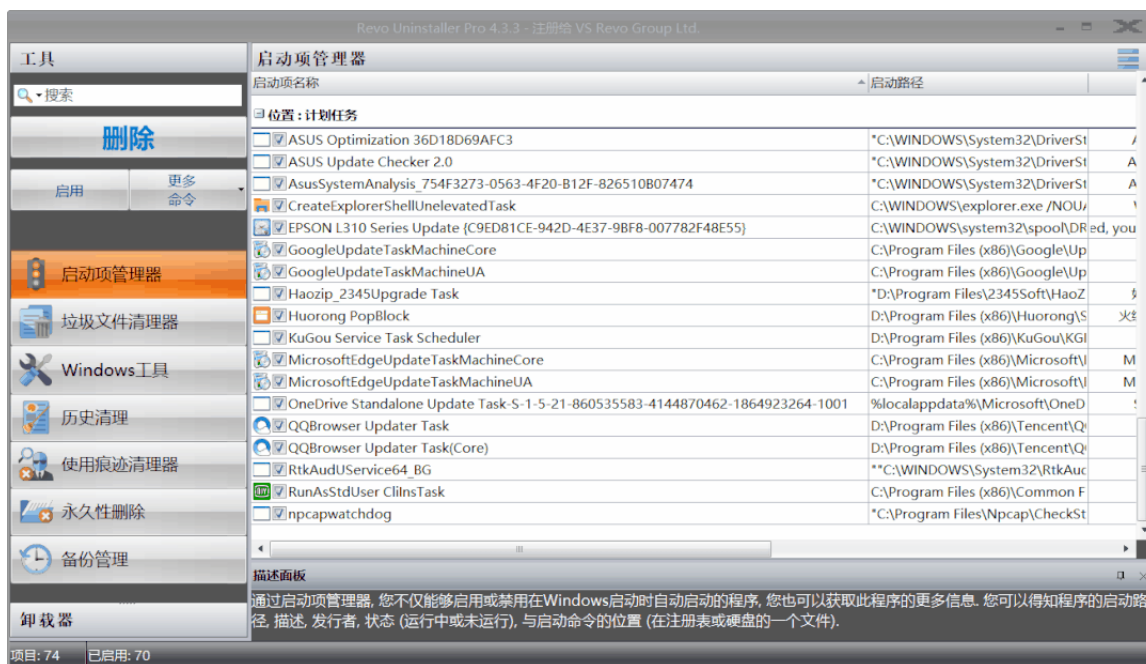 Revo Uninstaller Pro 4.3.3 - 注册给 VS Revo Group Ltd.
工具
搜索
删除
启用
更多
命令
启动项管理器
垃圾文件清理器
Windows工具
历史清理
使用痕迹清理器
永久性删除
备份管理
卸载器
启动项管理器
启动项名称 启动路径
位置 : 计划任务
ASUS Optimization 36D18D69AFC3 "C:\WINDOWS\System32\DriverSt
ASUS Update Checker 2.0 "C:\WINDOWS\System32\DriverSt
AsusSystemAnalysis_754F3273-0563-4F20-B12F-826510B07474 "C:\WINDOWS\System32\DriverSt
CreateExplorerShellUnelevatedTask C:\WINDOWS\explorer.exe /NOUA
EPSON L310 Series Update {C9ED81CE-942D-4E37-9BF8-007782F48E55} C:\WINDOWS\system32\spool\DR ed, you
GoogleUpdateTaskMachineCore C:\Program Files (x86)\Google\Up
GoogleUpdateTaskMachineUA C:\Program Files (x86)\Google\Up
Haozip_2345Upgrade Task "D:\Program Files\2345Soft\HaoZ
Huorong PopBlock D:\Program Files (x86)\Huorong\S
KuGou Service Task Scheduler D:\Program Files (x86)\KuGou\KGI
MicrosoftEdgeUpdateTaskMachineCore C:\Program Files (x86)\Microsoft\ M
MicrosoftEdgeUpdateTaskMachineUA C:\Program Files (x86)\Microsoft\ M
OneDrive Standalone Update Task-S-1-5-21-860535583-4144870462-1864923264-1001 %localappdata%\Microsoft\OneD
QQBrowser Updater Task D:\Program Files (x86)\Tencent\Q
QQBrowser Updater Task(Core) D:\Program Files (x86)\Tencent\Q
RtkAudUService64_BG ""C:\WINDOWS\System32\RtkAuc
RunAsStdUser CliInsTask C:\Program Files (x86)\Common F
npcapwatchdog "C:\Program Files\Npcap\CheckSt
描述面板
通过启动项管理器, 您不仅能够启用或禁用在Windows启动时自动启动的程序, 您也可以获取此程序的更多信息. 您可以得知程序的启动路
径, 描述, 发行者, 状态 (运行中或未运行), 与启动命令的位置 (在注册表或硬盘的一个文件).
项目: 74 已启用: 70